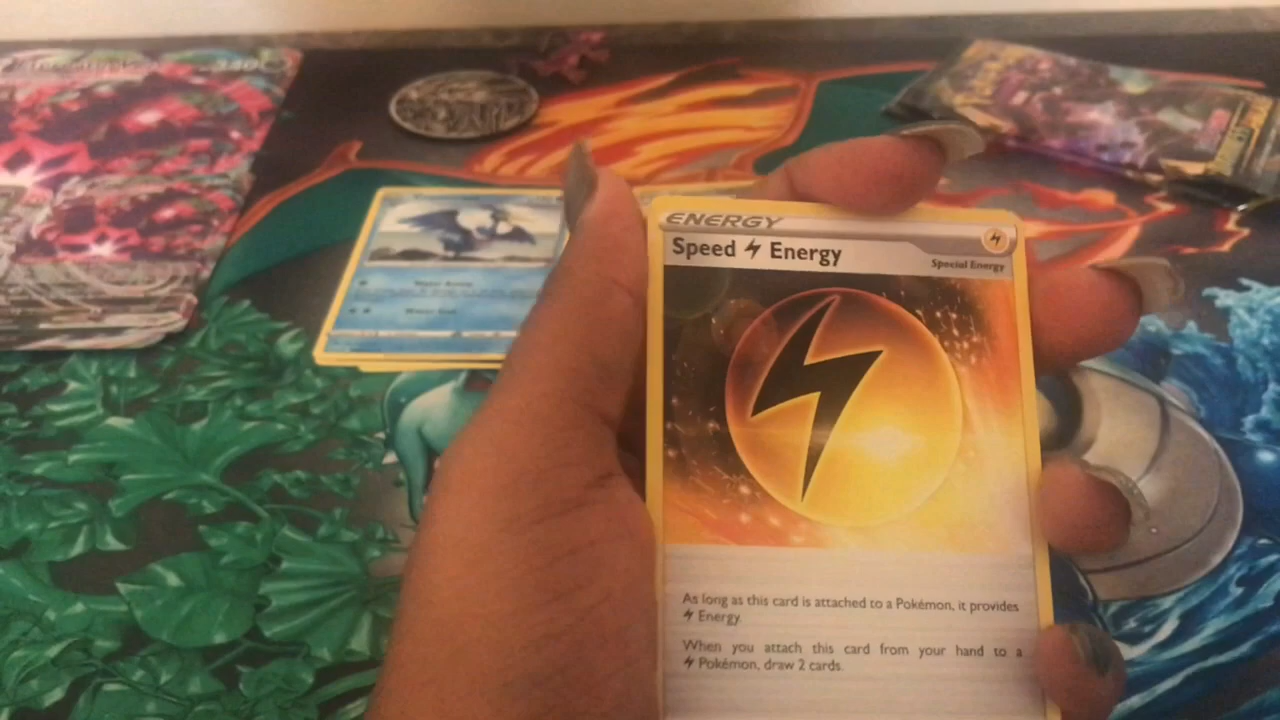 ENERGY
Speed Energy
Special Energy
As long as this card is attached to a Pokémon, it provides
Energy.
When you attach this card from your hand to a
Pokémon, draw 2 cards.